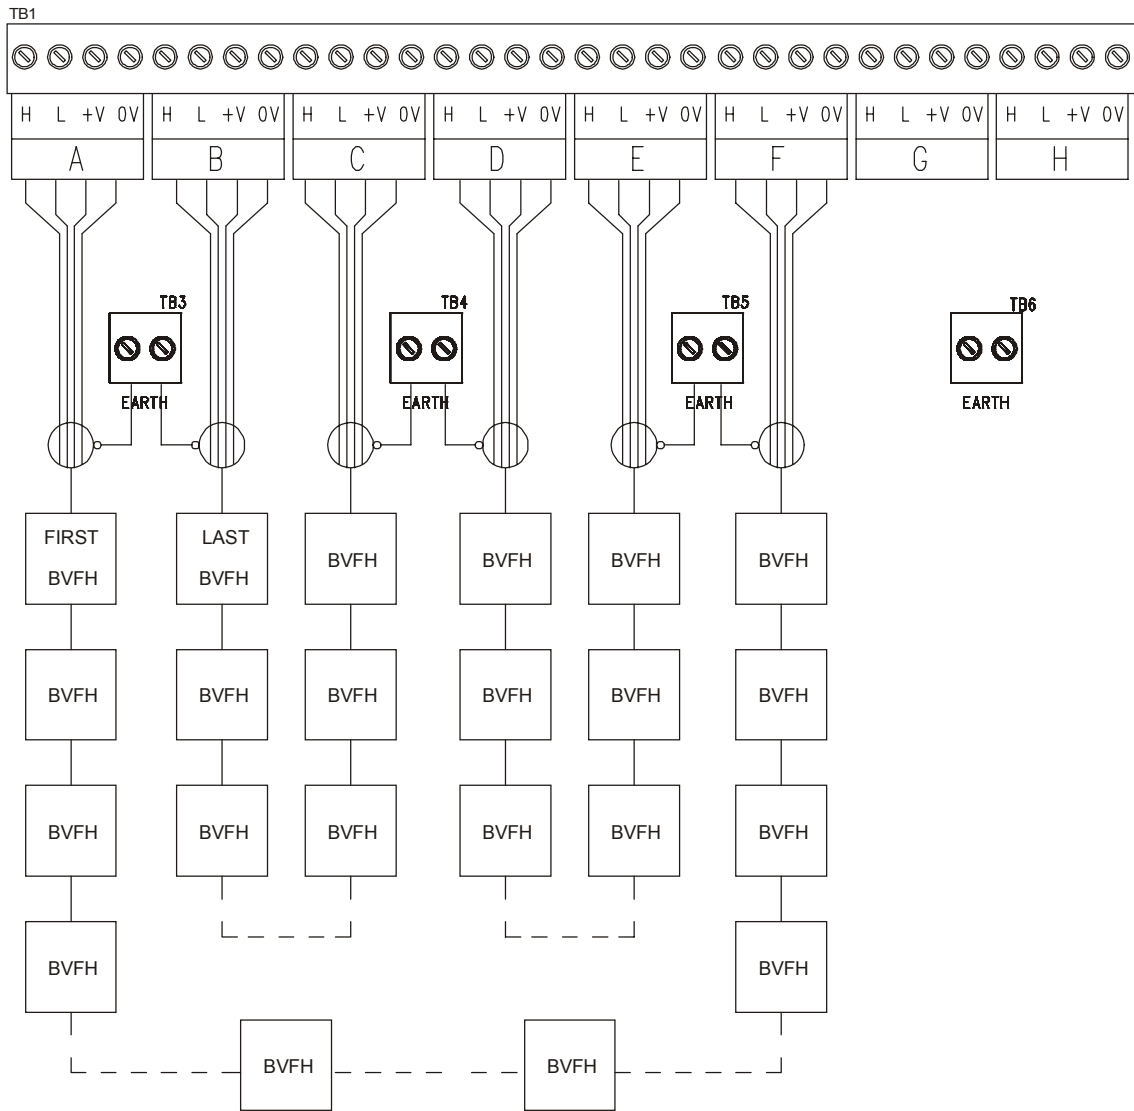 TB1
H L +V 0V H L +V 0V H L +V 0V H L +V 0V H L +V 0V H L +V 0V H L +V 0V H L +V 0V
A B C D E F G H
TB3 TB4 TB5 TB6
EARTH EARTH EARTH EARTH
FIRST LAST
BVFH BVFH BVFH BVFH BVFH BVFH
BVFH BVFH BVFH BVFH BVFH BVFH
BVFH BVFH BVFH BVFH BVFH BVFH
BVFH BVFH
BVFH BVFH